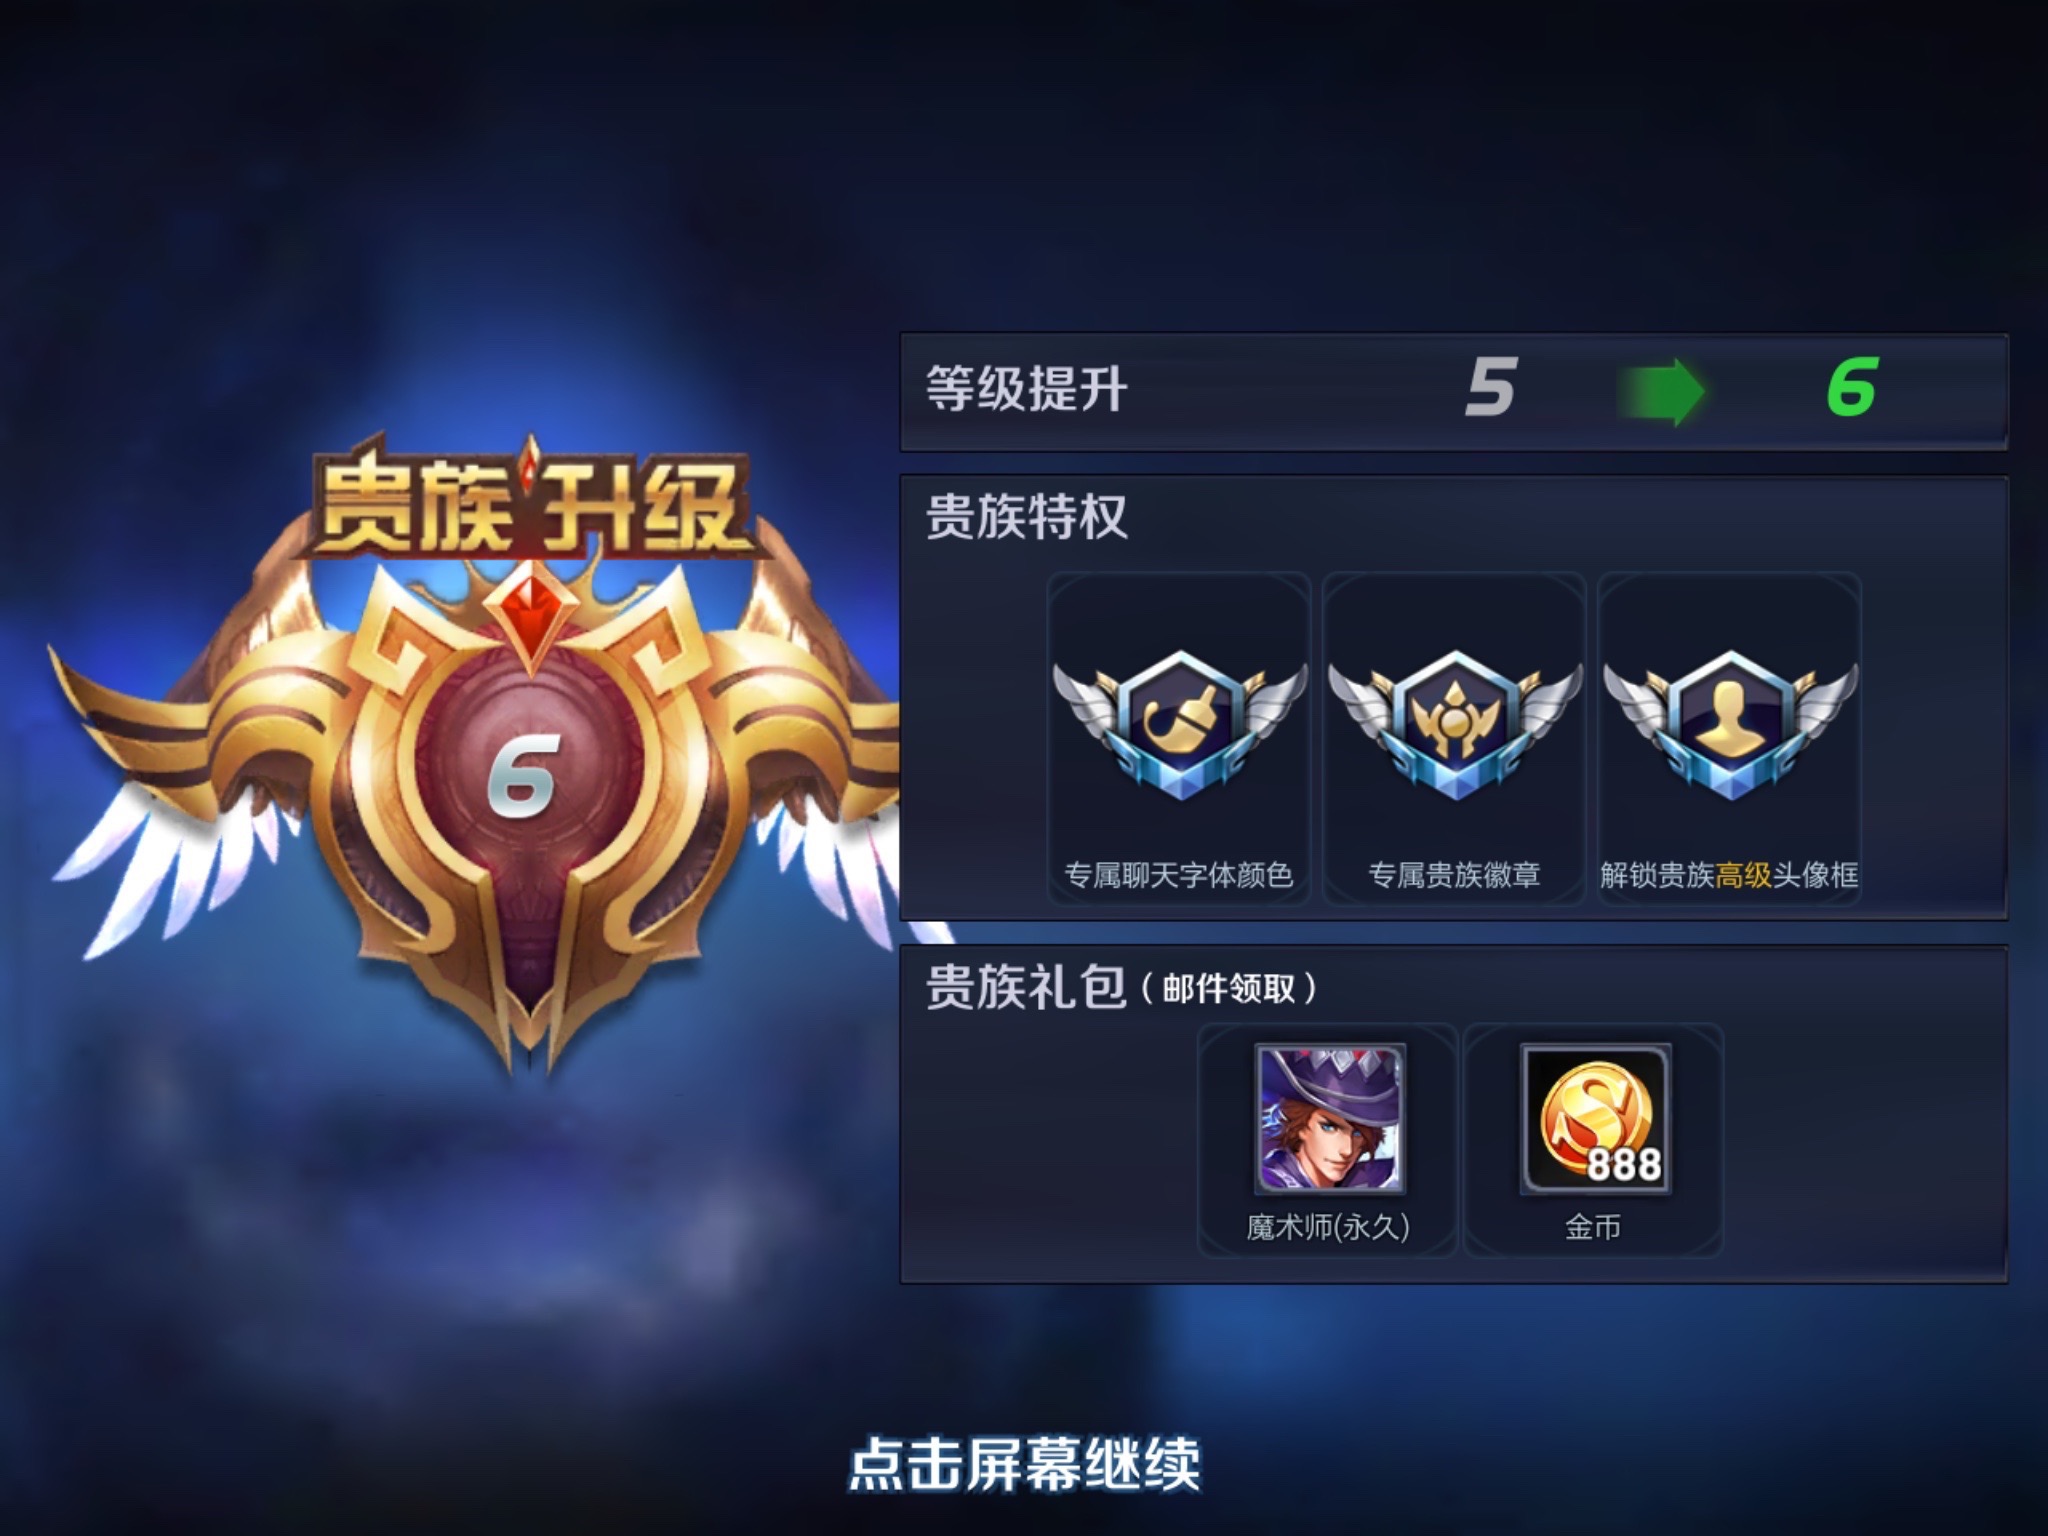 贵族升级
6
等级提升 5 6
贵族特权
专属聊天字体颜色 专属贵族徽章 解锁贵族高级头像框
贵族礼包(邮件领取)
888
魔术师(永久) 金币
点击屏幕继续